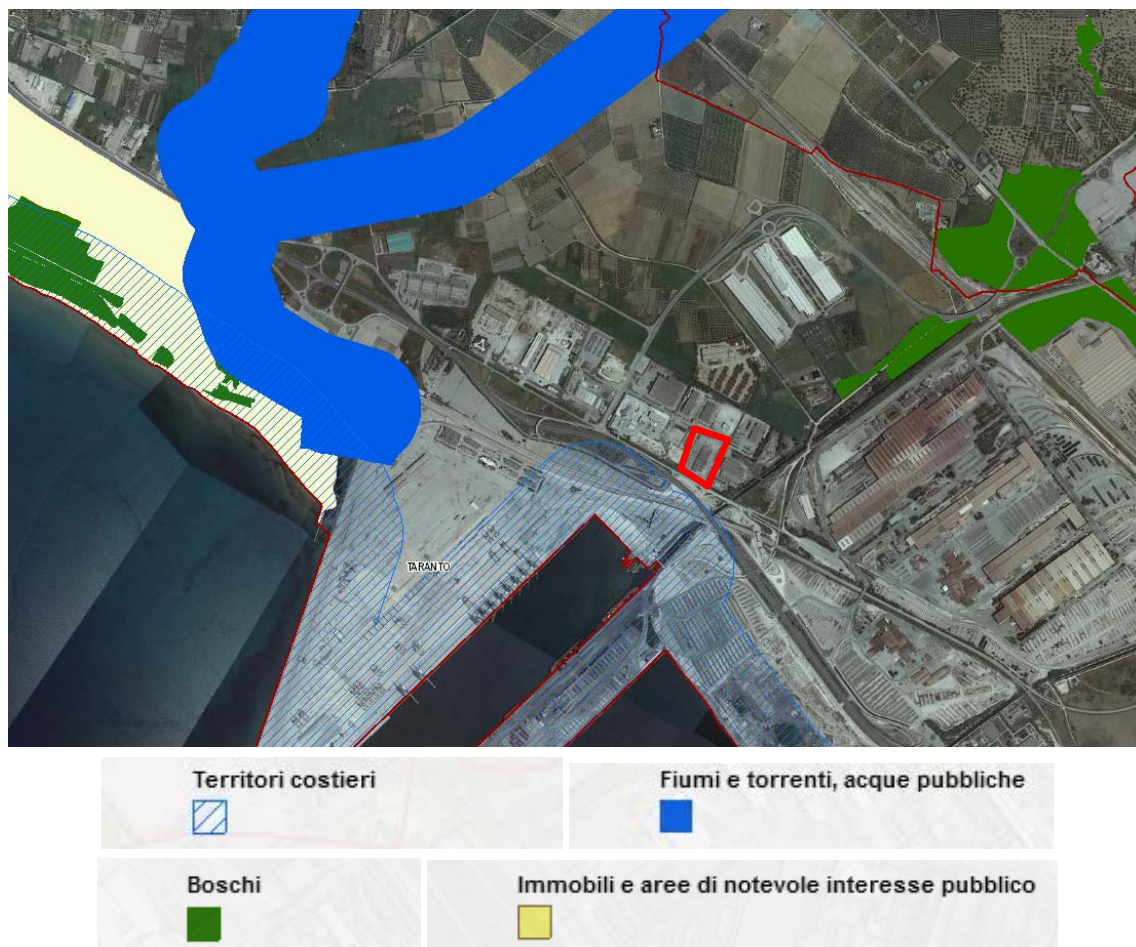 TARANTO
Territori costieri
Fiumi e torrenti, acque pubbliche
Boschi
Immobili e aree di notevole interesse pubblico